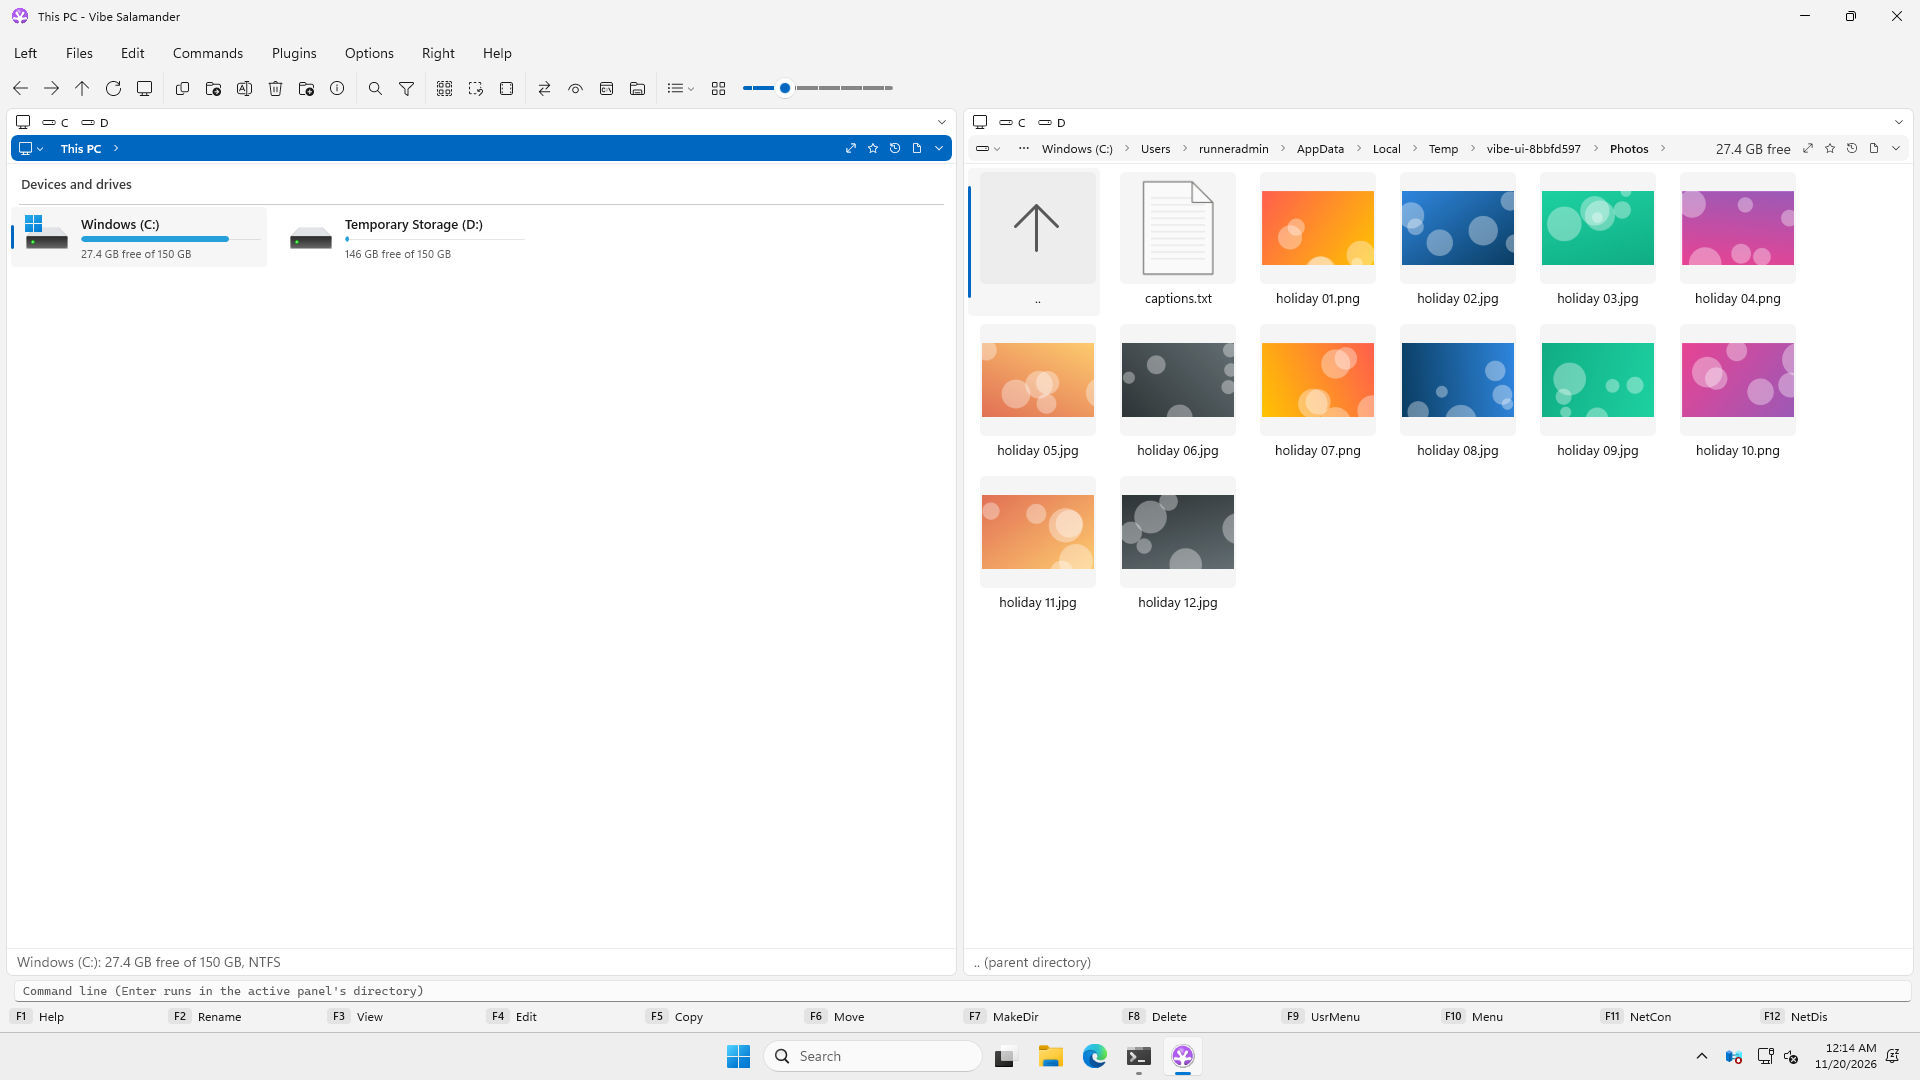 This PC - Vibe Salamander
Left Files Edit Commands Plugins Options Right Help
C D
This PC
Devices and drives
Windows (C:)
27.4 GB free of 150 GB
Temporary Storage (D:)
146 GB free of 150 GB
Windows (C:): 27.4 GB free of 150 GB, NTFS
C D
... Windows (C:) Users runneradmin AppData Local Temp vibe-ui-8bbfd597 Photos 27.4 GB free
.. captions.txt holiday 01.png holiday 02.jpg holiday 03.jpg holiday 04.png
holiday 05.jpg holiday 06.jpg holiday 07.png holiday 08.jpg holiday 09.jpg holiday 10.png
holiday 11.jpg holiday 12.jpg
.. (parent directory)
Command line (Enter runs in the active panel's directory)
F1 Help F2 Rename F3 View F4 Edit F5 Copy F6 Move F7 MakeDir F8 Delete F9 UsrMenu F10 Menu F11 NetCon F12 NetDis
Search
12:14 AM
11/20/2026